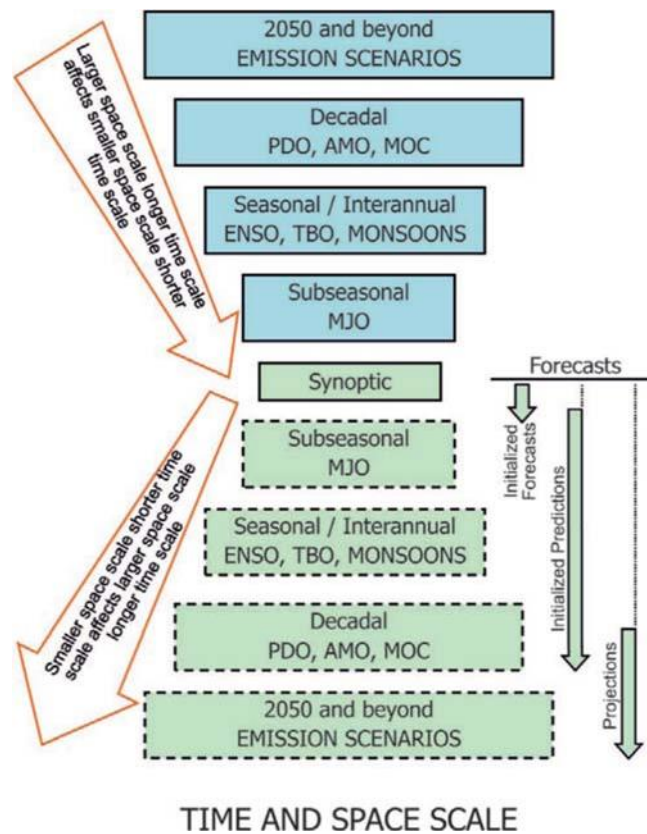 2050 and beyond
EMISSION SCENARIOS
Larger space scale longer time scale
affects smaller space scale shorter
time scale
Decadal
PDO, AMO, MOC
Seasonal / Interannual
ENSO, TBO, MONSOONS
Subseasonal
MJO
Synoptic
Forecasts
Subseasonal
MJO
Initialized
Forecasts
Smaller space scale shorter time
scale affects larger space scale
longer time scale
Seasonal / Interannual
ENSO, TBO, MONSOONS
Initialized Predictions
Decadal
PDO, AMO, MOC
Projections
2050 and beyond
EMISSION SCENARIOS
TIME AND SPACE SCALE